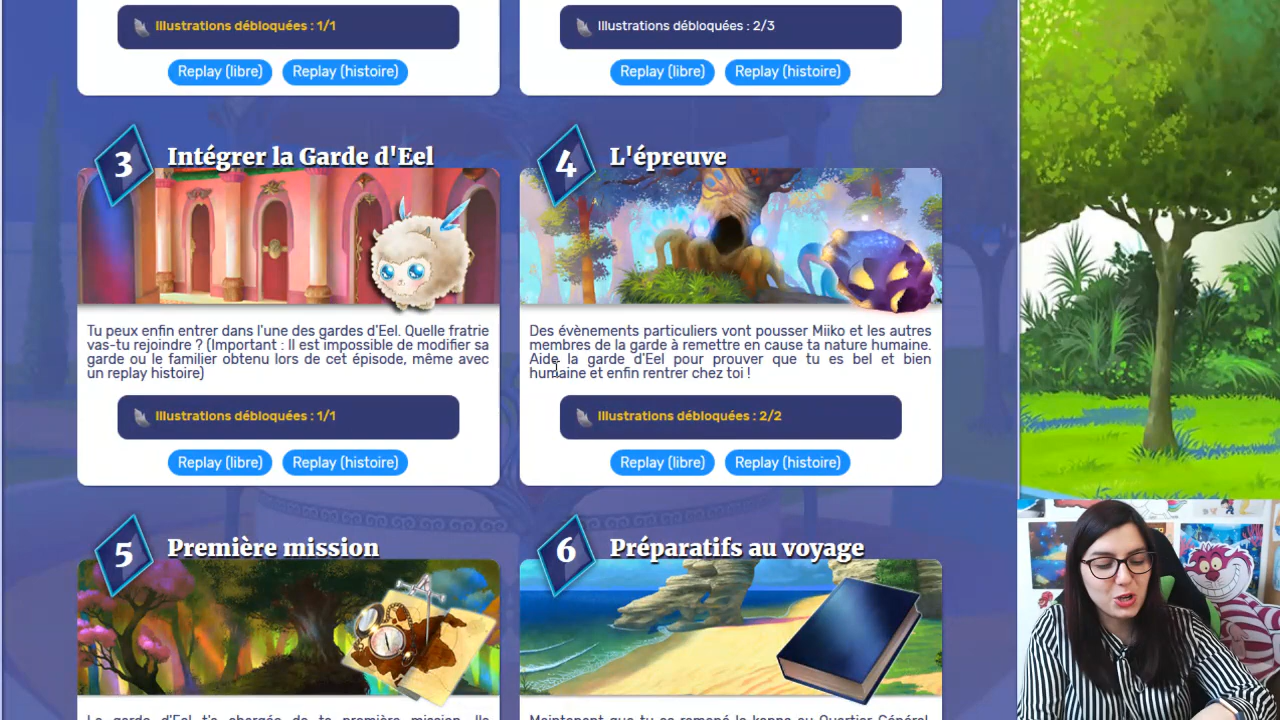 Illustrations débloquées : 1/1
Replay (libre) Replay (histoire)
Illustrations débloquées : 2/3
Replay (libre) Replay (histoire)
3 Intégrer la Garde d'Eel
Tu peux enfin entrer dans l'une des gardes d'Eel. Quelle fratrie
vas-tu rejoindre ? (Important : Il est impossible de modifier sa
garde ou le familier obtenu lors de cet épisode, même avec
un replay histoire)
Illustrations débloquées : 1/1
Replay (libre) Replay (histoire)
4 L'épreuve
Des évènements particuliers vont pousser Miiko et les autres
membres de la garde à remettre en cause ta nature humaine.
Aide la garde d'Eel pour prouver que tu es bel et bien
humaine et enfin rentrer chez toi !
Illustrations débloquées : 2/2
Replay (libre) Replay (histoire)
5 Première mission
6 Préparatifs au voyage